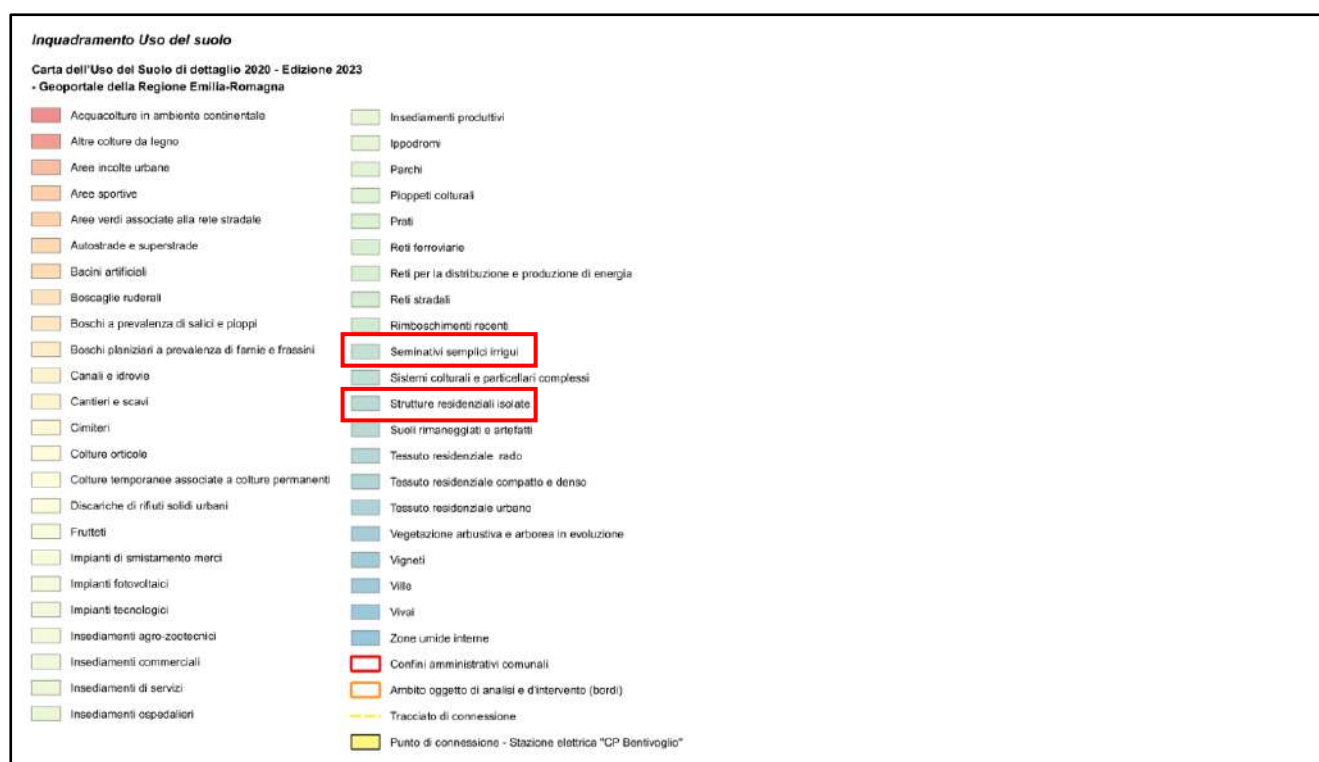 Inquadramento Uso del suolo
Carta dell'Uso del Suolo di dettaglio 2020 - Edizione 2023
- Geoportale della Regione Emilia-Romagna
Acquacolture in ambiente continentale
Altre colture da legno
Aree incolte urbane
Aree sportive
Aree verdi associate alla rete stradale
Autostrade e superstrade
Bacini artificiali
Boscaglie ruderali
Boschi a prevalenza di salici e pioppi
Boschi planiziari a prevalenza di farnie e frassini
Canali e idrovie
Cantieri e scavi
Cimiteri
Colture orticole
Colture temporanee associate a colture permanenti
Discariche di rifiuti solidi urbani
Frutteti
Impianti di smistamento merci
Impianti fotovoltaici
Impianti tecnologici
Insediamenti agro-zootecnici
Insediamenti commerciali
Insediamenti di servizi
Insediamenti ospedalieri
Insediamenti produttivi
Ippodromi
Parchi
Pioppeti colturali
Prati
Reti ferroviarie
Reti per la distribuzione e produzione di energia
Reti stradali
Rimboschimenti recenti
Seminativi semplici irrigui
Sistemi colturali e particellari complessi
Strutture residenziali isolate
Suoli rimaneggiati e artefatti
Tessuto residenziale rado
Tessuto residenziale compatto e denso
Tessuto residenziale urbano
Vegetazione arbustiva e arborea in evoluzione
Vigneti
Ville
Vivai
Zone umide interne
Confini amministrativi comunali
Ambito oggetto di analisi e d'intervento (bordi)
Tracciato di connessione
Punto di connessione - Stazione elettrica "CP Bentivoglio"